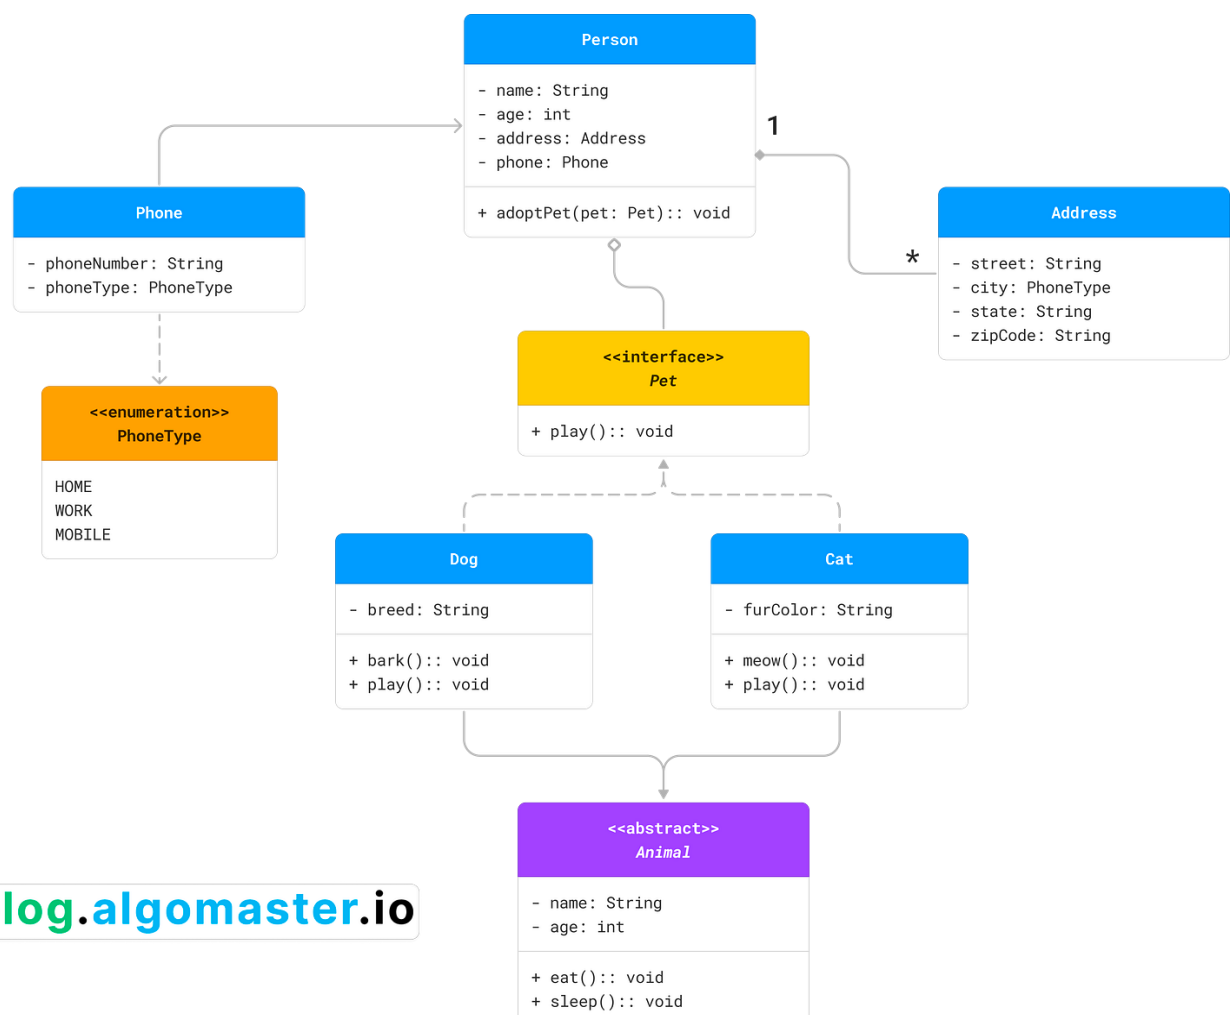 Person
- name: String
- age: int
- address: Address
- phone: Phone
+ adoptPet(pet: Pet):: void
1
*
Phone
- phoneNumber: String
- phoneType: PhoneType
Address
- street: String
- city: PhoneType
- state: String
- zipCode: String
<<enumeration>>
PhoneType
HOME
WORK
MOBILE
<<interface>>
Pet
+ play():: void
Dog
- breed: String
+ bark():: void
+ play():: void
Cat
- furColor: String
+ meow():: void
+ play():: void
<<abstract>>
Animal
- name: String
- age: int
+ eat():: void
+ sleep():: void
log.algomaster.io